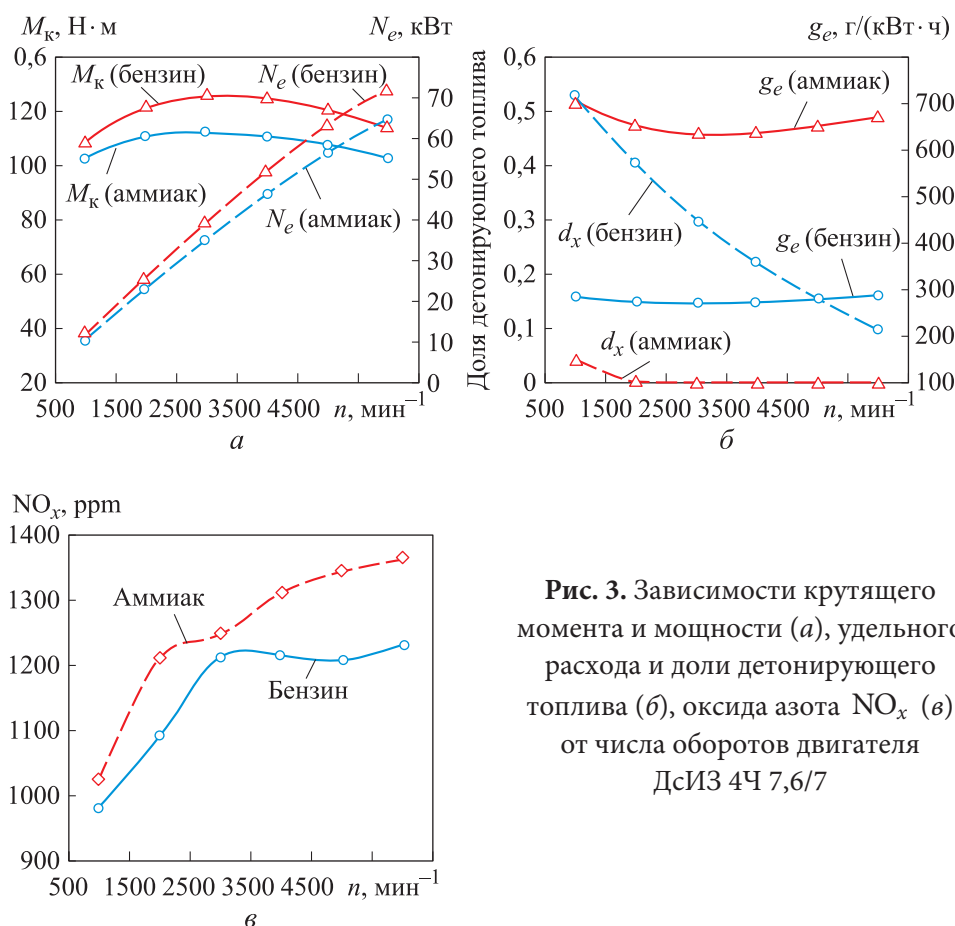 Mк, Н·м
Ne, кВт
0,6
120
100
80
60
40
20
80
70
60
50
40
30
20
10
0
Mк (бензин)
Ne (бензин)
Mк (аммиак)
Ne (аммиак)
500 1500 2500 3500 4500 n, мин–1
а
ge, г/(кВт·ч)
Доля детонирующего топлива
0,6
0,5
0,4
0,3
0,2
0,1
0
700
600
500
400
300
200
100
ge (аммиак)
dx (бензин)
ge (бензин)
dx (аммиак)
500 1500 2500 3500 4500 n, мин–1
б
NOx, ppm
1400
1300
1200
1100
1000
900
Аммиак
Бензин
500 1500 2500 3500 4500 n, мин–1
в
Рис. 3. Зависимости крутящего
момента и мощности (а), удельного
расхода и доли детонирующего
топлива (б), оксида азота NOx (в)
от числа оборотов двигателя
ДсИЗ 4Ч 7,6/7